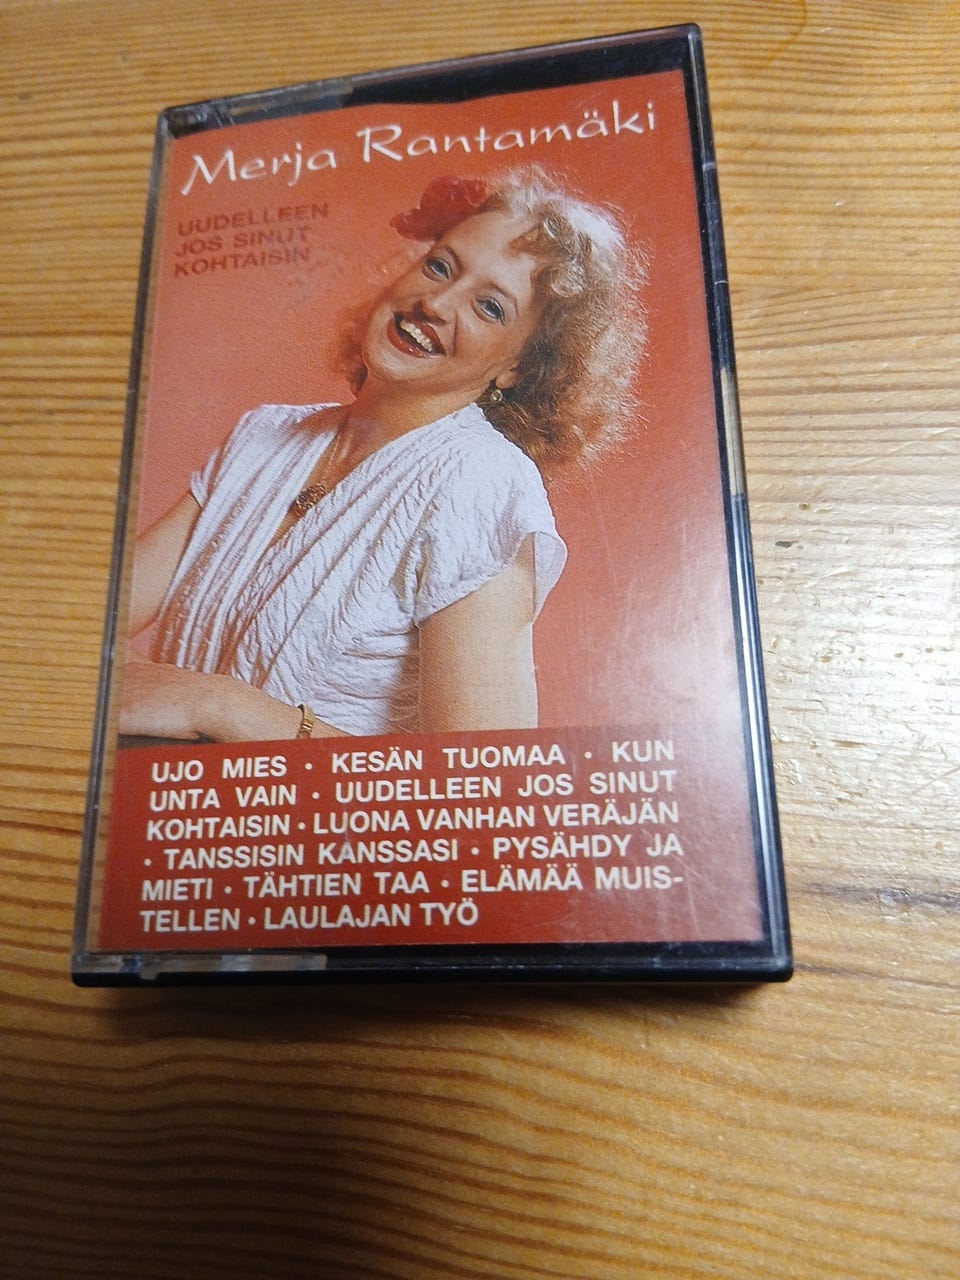 Merja Rantamäki
UUDELLEEN
JOS SINUT
KOHTAISIN
UJO MIES · KESÄN TUOMAA · KUN
UNTA VAIN · UUDELLEEN JOS SINUT
KOHTAISIN · LUONA VANHAN VERÄJÄN
· TANSSISIN KANSSASI · PYSÄHDY JA
MIETI · TÄHTIEN TAA · ELÄMÄÄ MUIS-
TELLEN · LAULAJAN TYÖ